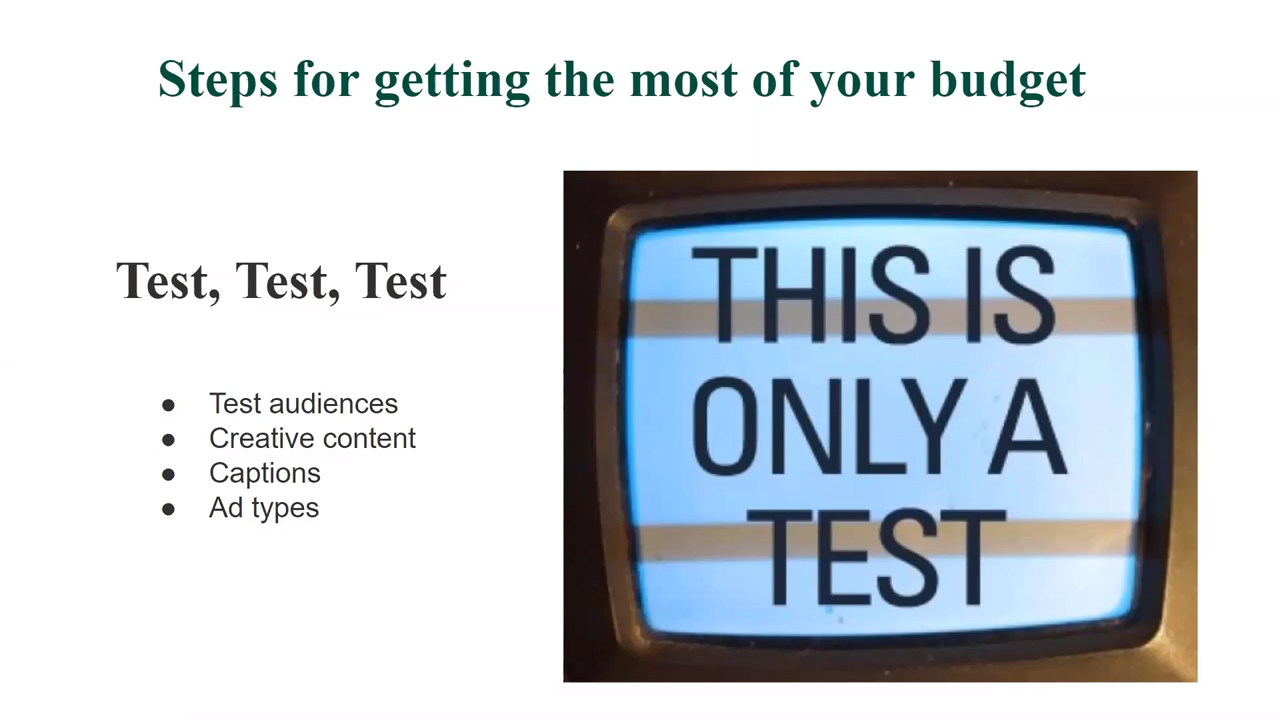 Steps for getting the most of your budget
Test, Test, Test
● Test audiences
● Creative content
● Captions
● Ad types
THIS IS
ONLY A
TEST